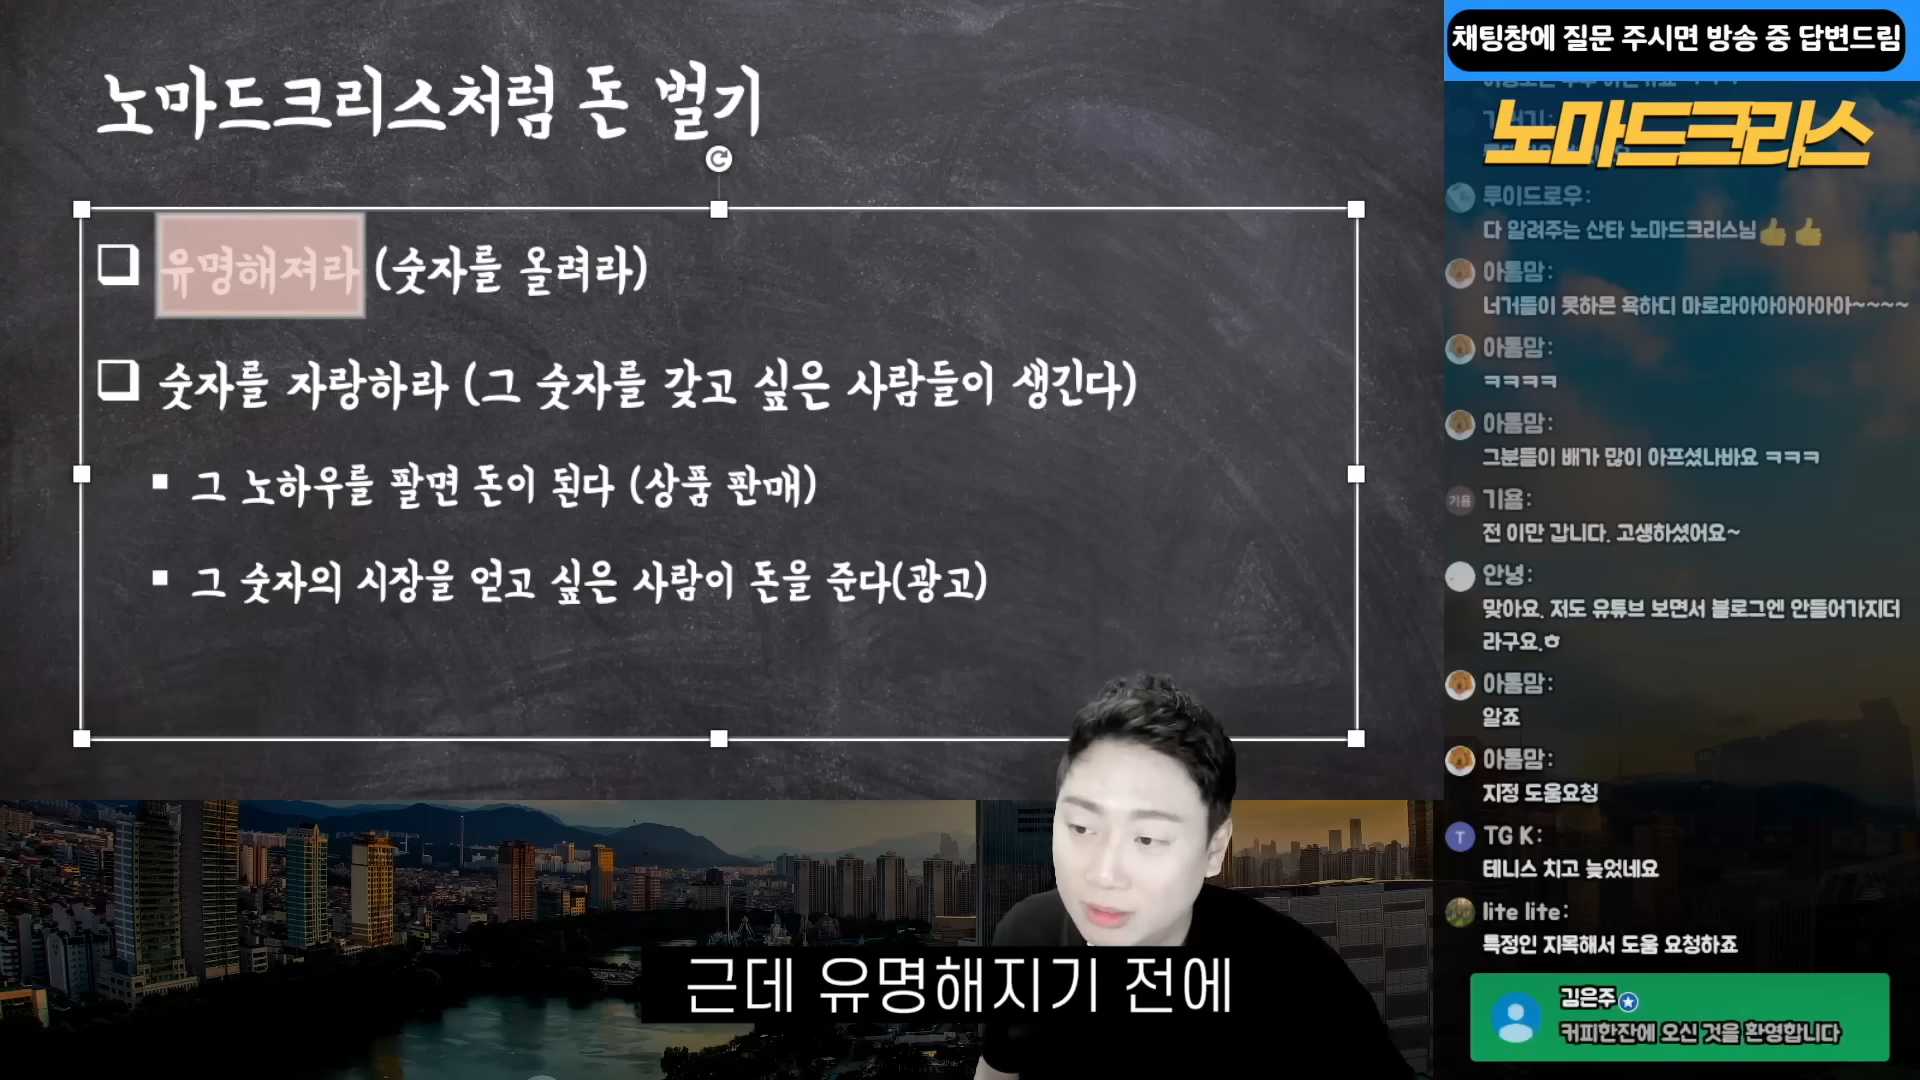 노마드크리스처럼 돈 벌기
유명해져라 (숫자를 올려라)
숫자를 자랑하라 (그 숫자를 갖고 싶은 사람들이 생긴다)
그 노하우를 팔면 돈이 된다 (상품 판매)
그 숫자의 시장을 얻고 싶은 사람이 돈을 준다(광고)
근데 유명해지기 전에
채팅창에 질문 주시면 방송 중 답변드림
노마드크리스
루이드로우:
다 알려주는 산타 노마드크리스님
아톰맘:
너거들이 못하믄 욕하디 마로라아아아아아아~~~~
아톰맘:
ㅋㅋㅋㅋ
아톰맘:
그분들이 배가 많이 아프셨나바요 ㅋㅋㅋ
기욤 기욤:
전 이만 갑니다. 고생하셨어요~
안녕:
맞아요. 저도 유튜브 보면서 블로그엔 안들어가지더
라구요.ㅎ
아톰맘:
알죠
아톰맘:
지정 도움요청
T TG K:
테니스 치고 늦었네요
lite lite:
특정인 지목해서 도움 요청하죠
김은주
커피한잔에 오신 것을 환영합니다